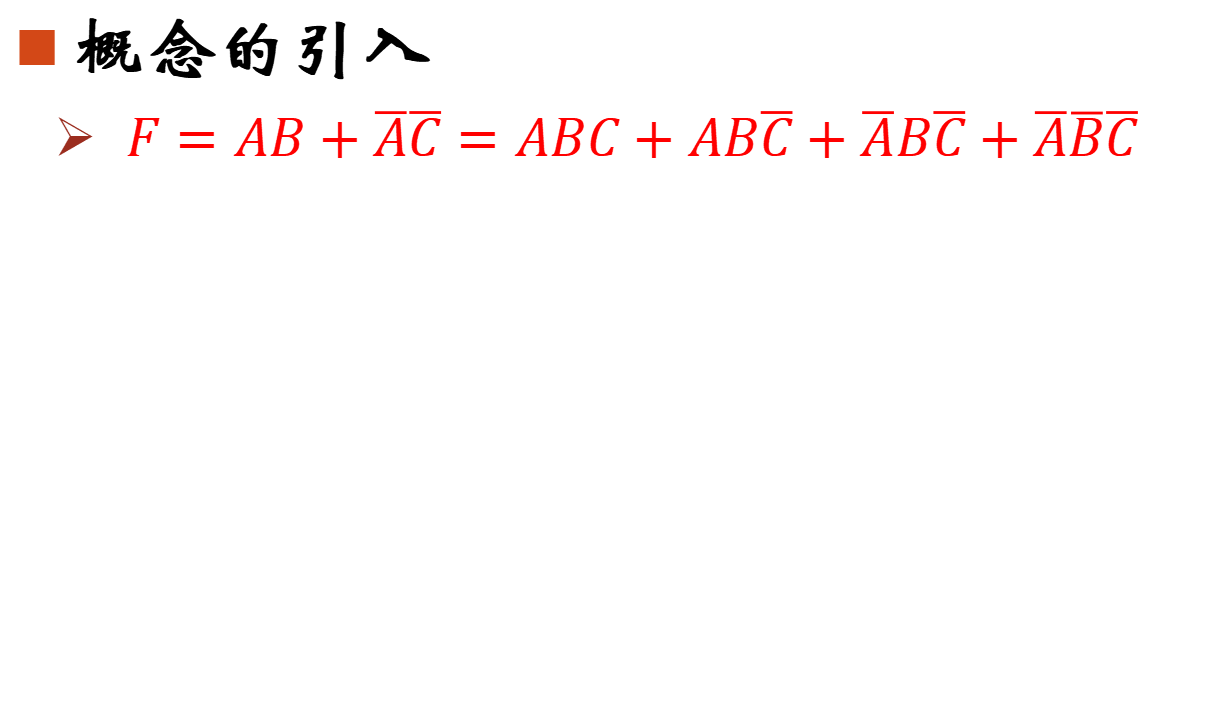 概念的引入
F = AB + A̅C̅ = ABC + ABC̅ + A̅BC̅ + A̅B̅C̅